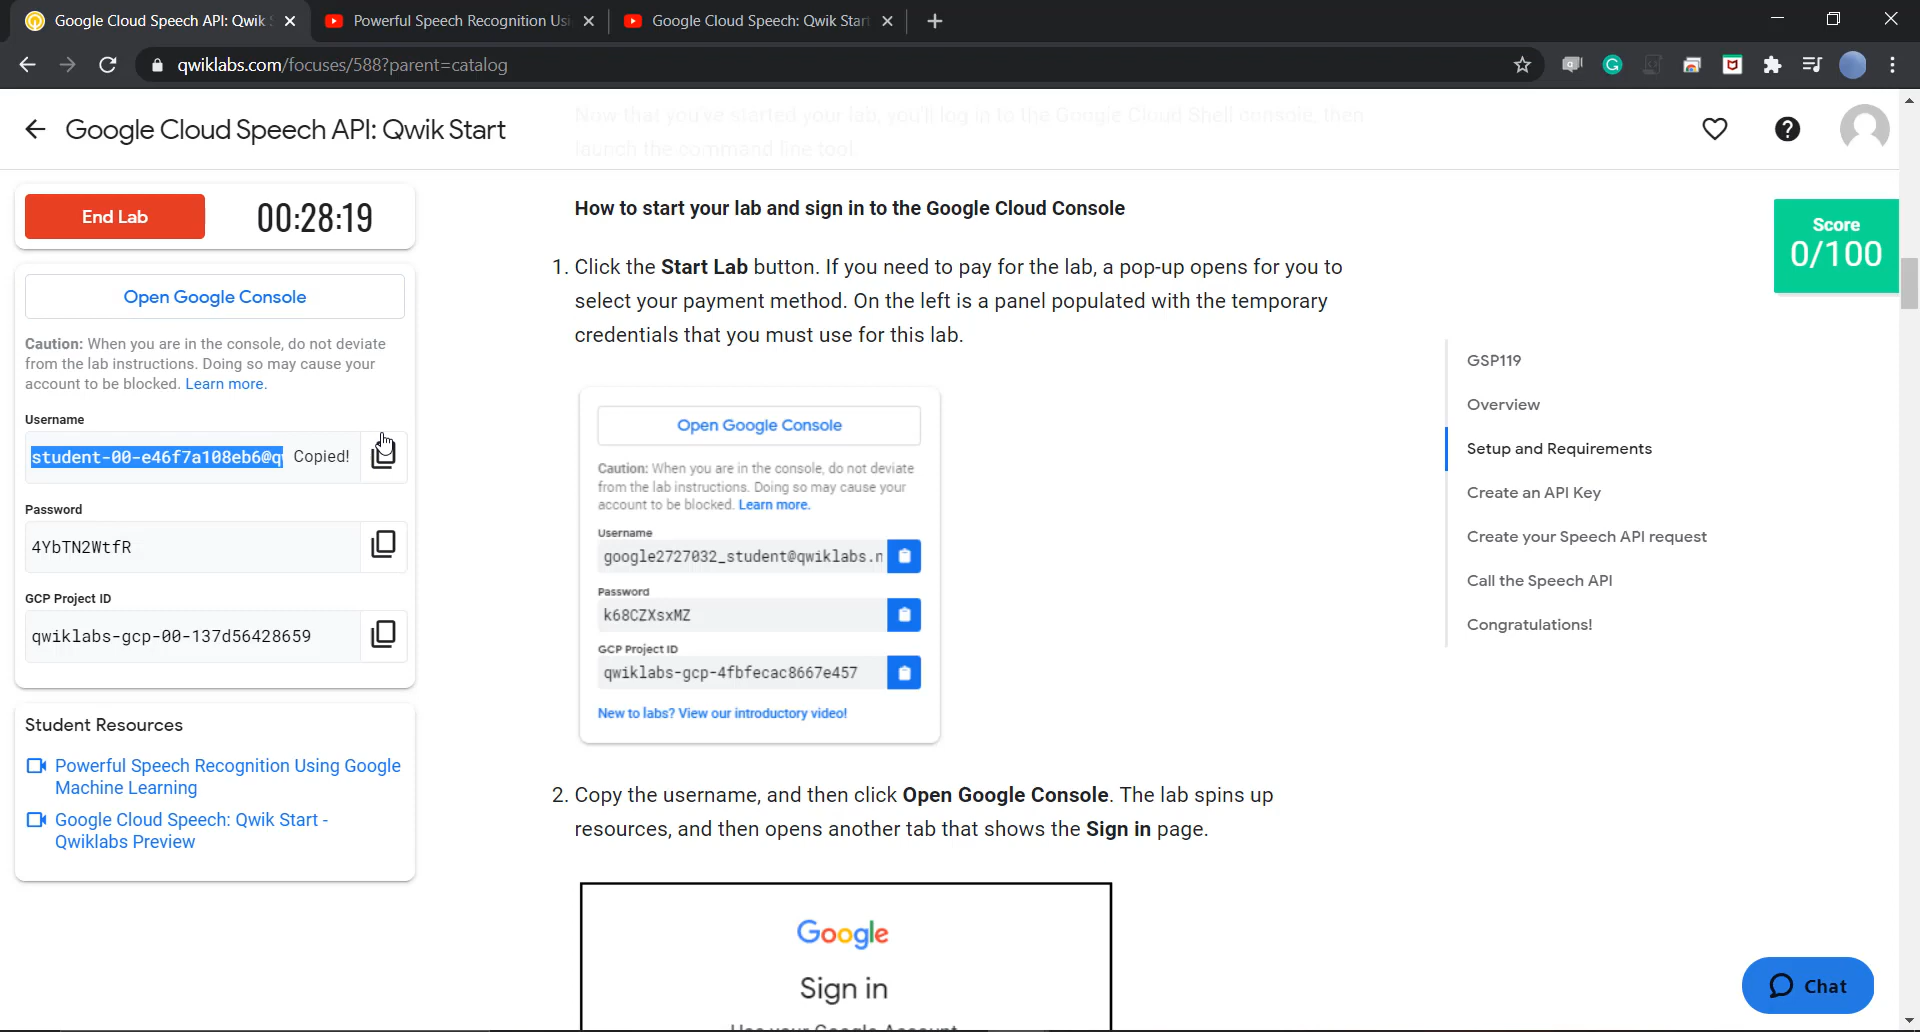 Google Cloud Speech API: Qwik S
Powerful Speech Recognition Usi
Google Cloud Speech: Qwik Start
qwiklabs.com/focuses/588?parent=catalog
Google Cloud Speech API: Qwik Start
Now that you've started your lab, you'll log in to the Google Cloud Shell console, then
launch the command line tool.
End Lab
00:28:19
Open Google Console
Caution: When you are in the console, do not deviate
from the lab instructions. Doing so may cause your
account to be blocked. Learn more.
Username
student-00-e46f7a108eb6@q
Copied!
Password
4YbTN2WtfR
GCP Project ID
qwiklabs-gcp-00-137d56428659
Student Resources
Powerful Speech Recognition Using Google
Machine Learning
Google Cloud Speech: Qwik Start -
Qwiklabs Preview
How to start your lab and sign in to the Google Cloud Console
1. Click the Start Lab button. If you need to pay for the lab, a pop-up opens for you to
select your payment method. On the left is a panel populated with the temporary
credentials that you must use for this lab.
Open Google Console
Caution: When you are in the console, do not deviate
from the lab instructions. Doing so may cause your
account to be blocked. Learn more.
Username
google2727032_student@qwiklabs.n
Password
k68CZXsxMZ
GCP Project ID
qwiklabs-gcp-4fbfecac8667e457
New to labs? View our introductory video!
2. Copy the username, and then click Open Google Console. The lab spins up
resources, and then opens another tab that shows the Sign in page.
Google
Sign in
Use your Google Account
Score
0/100
GSP119
Overview
Setup and Requirements
Create an API Key
Create your Speech API request
Call the Speech API
Congratulations!
Chat